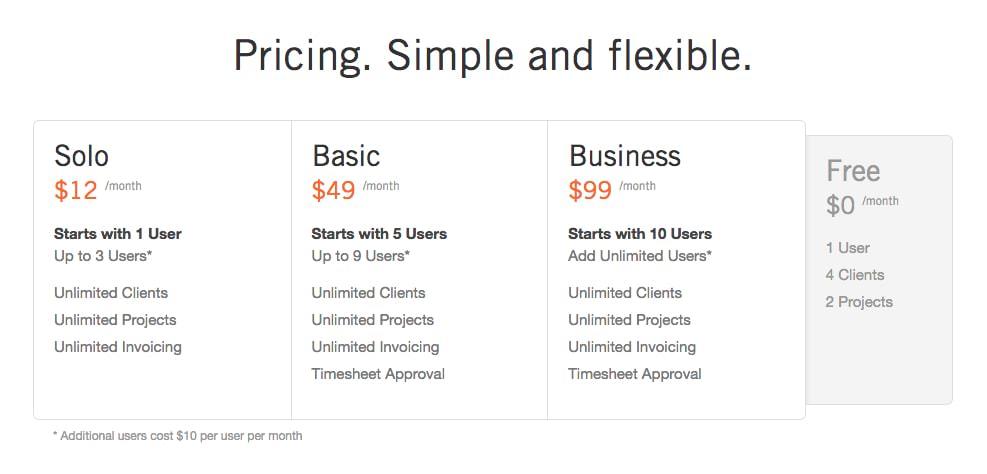 Pricing. Simple and flexible.
Solo
$12 /month
Starts with 1 User
Up to 3 Users*
Unlimited Clients
Unlimited Projects
Unlimited Invoicing
Basic
$49 /month
Starts with 5 Users
Up to 9 Users*
Unlimited Clients
Unlimited Projects
Unlimited Invoicing
Timesheet Approval
Business
$99 /month
Starts with 10 Users
Add Unlimited Users*
Unlimited Clients
Unlimited Projects
Unlimited Invoicing
Timesheet Approval
Free
$0 /month
1 User
4 Clients
2 Projects
* Additional users cost $10 per user per month